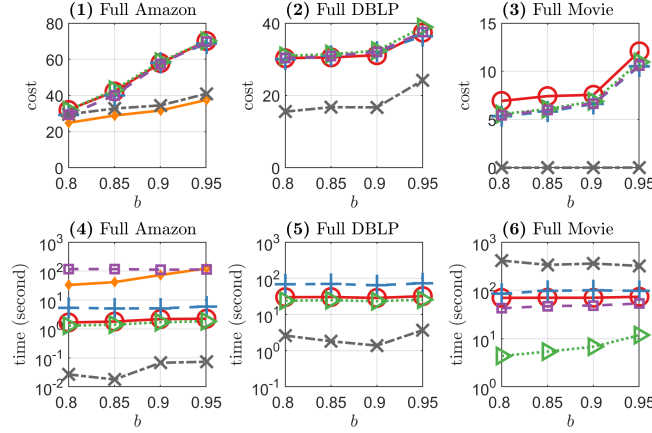 (1) Full Amazon
(2) Full DBLP
(3) Full Movie
80
60
40
20
0
cost
0.8 0.85 0.9 0.95
b
60
40
20
0
cost
0.8 0.85 0.9 0.95
b
15
10
5
0
cost
0.8 0.85 0.9 0.95
b
(4) Full Amazon
(5) Full DBLP
(6) Full Movie
10^3
10^2
10^1
10^0
10^-1
10^-2
time (second)
0.8 0.85 0.9 0.95
b
10^3
10^2
10^1
10^0
10^-1
time (second)
0.8 0.85 0.9 0.95
b
10^3
10^2
10^1
10^0
time (second)
0.8 0.85 0.9 0.95
b